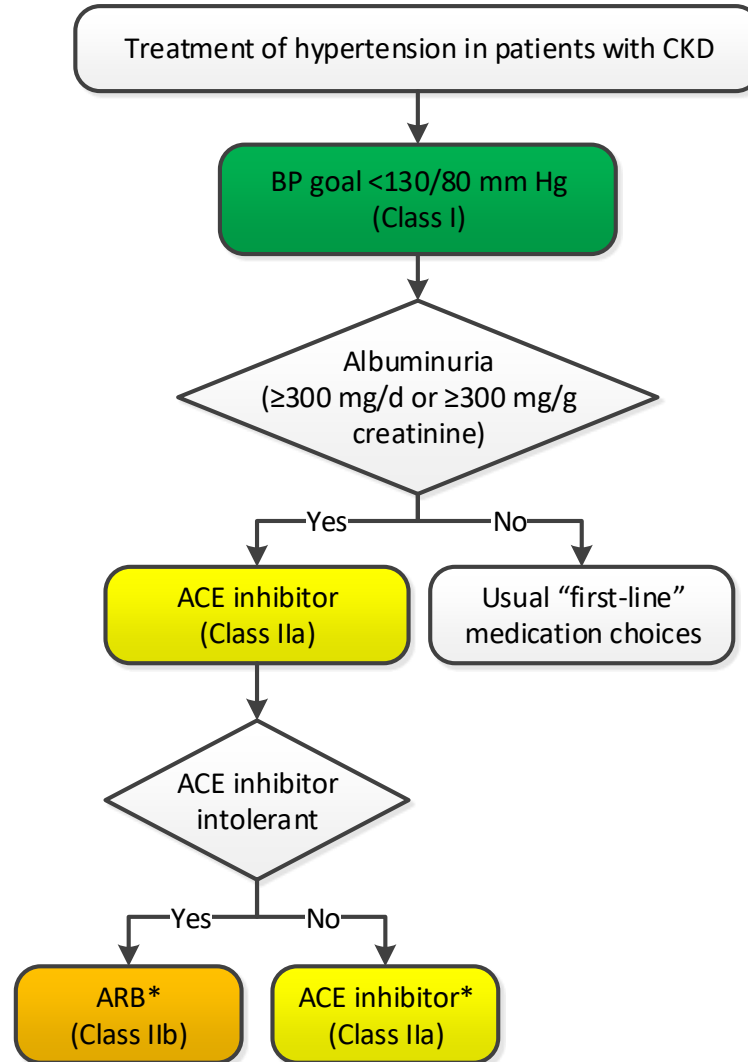 Treatment of hypertension in patients with CKD
BP goal <130/80 mm Hg
(Class I)
Albuminuria
(≥300 mg/d or ≥300 mg/g
creatinine)
Yes
No
ACE inhibitor
(Class IIa)
Usual “first-line”
medication choices
ACE inhibitor
intolerant
Yes
No
ARB*
(Class IIb)
ACE inhibitor*
(Class IIa)